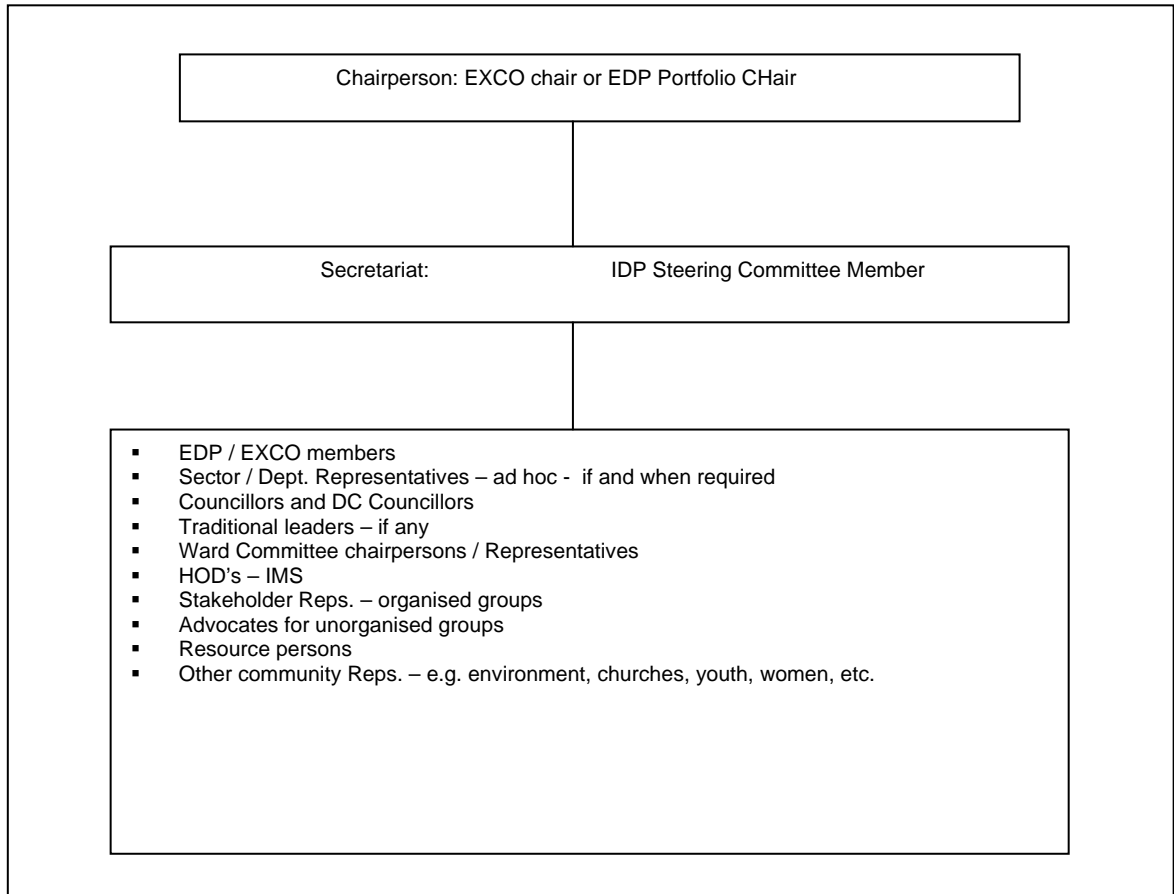 Chairperson: EXCO chair or EDP Portfolio CHair
Secretariat: IDP Steering Committee Member
▪ EDP / EXCO members
▪ Sector / Dept. Representatives – ad hoc - if and when required
▪ Councillors and DC Councillors
▪ Traditional leaders – if any
▪ Ward Committee chairpersons / Representatives
▪ HOD's – IMS
▪ Stakeholder Reps. – organised groups
▪ Advocates for unorganised groups
▪ Resource persons
▪ Other community Reps. – e.g. environment, churches, youth, women, etc.